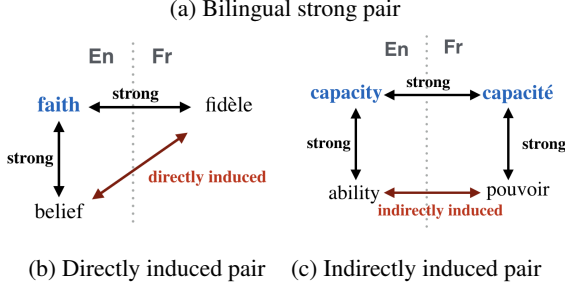 (a) Bilingual strong pair
En Fr
strong
faith fidèle
strong
directly induced
belief
(b) Directly induced pair
En Fr
strong
capacity capacité
strong strong
ability pouvoir
indirectly induced
(c) Indirectly induced pair